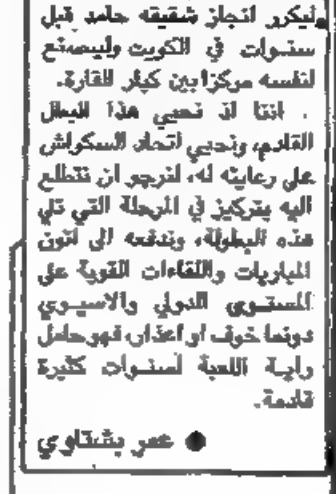 وليكرر انجاز شقيقه حامد قبل
سنوات في الكويت وليصنع
لنفسه مركزا بين كبار القارة.
. اننا اذ نحيي هذا البطل
القادم، ونحيي اتحاد السكواش
على رعايته له، لنرجو ان نتطلع
اليه بتركيز في المرحلة التي تلي
هذه البطولة، وندفعه الى اتون
المباريات واللقاءات القوية على
المستوى الدولي والاسيوي
دونما خوف او اعذار، فهو حامل
راية اللعبة لسنوات كثيرة
قادمة.
● عمر بشتاوي